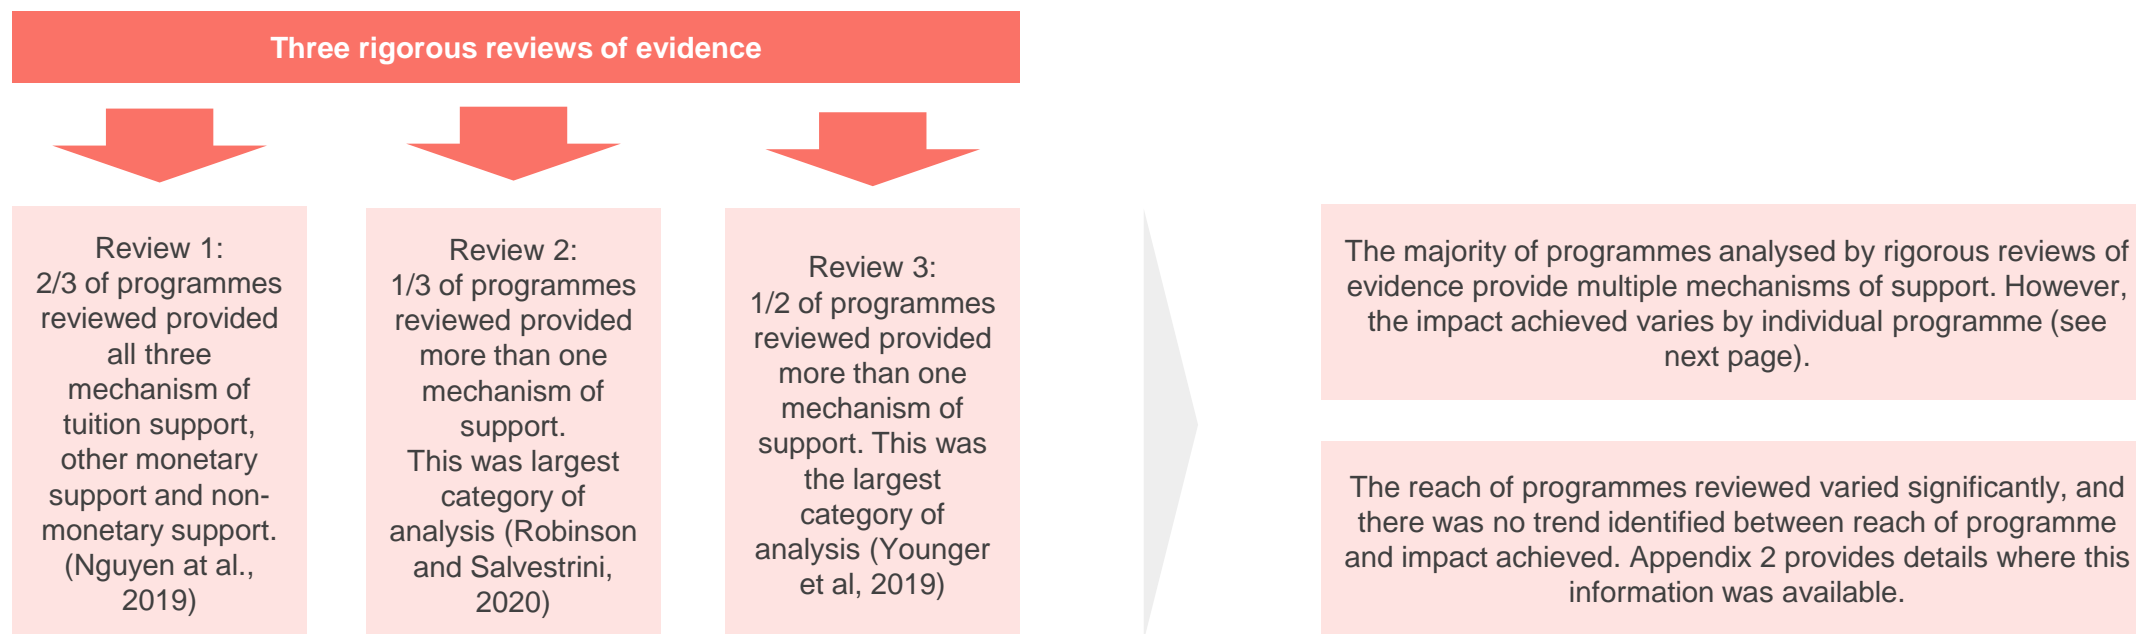 Three rigorous reviews of evidence
Review 1:
2/3 of programmes
reviewed provided
all three
mechanism of
tuition support,
other monetary
support and non-
monetary support.
(Nguyen at al.,
2019)
Review 2:
1/3 of programmes
reviewed provided
more than one
mechanism of
support.
This was largest
category of
analysis (Robinson
and Salvestrini,
2020)
Review 3:
1/2 of programmes
reviewed provided
more than one
mechanism of
support. This was
the largest
category of
analysis (Younger
et al, 2019)
The majority of programmes analysed by rigorous reviews of
evidence provide multiple mechanisms of support. However,
the impact achieved varies by individual programme (see
next page).
The reach of programmes reviewed varied significantly, and
there was no trend identified between reach of programme
and impact achieved. Appendix 2 provides details where this
information was available.